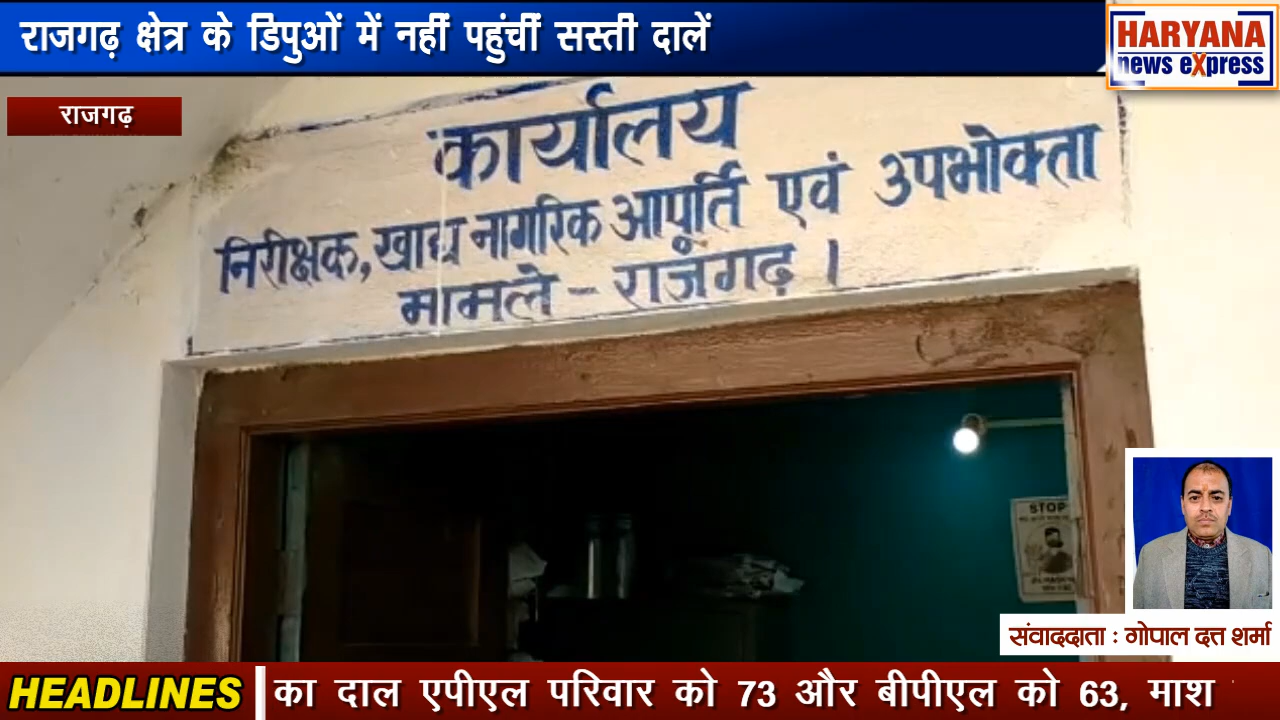 राजगढ़ क्षेत्र के डिपुओं में नहीं पहुंचीं सस्ती दालें
HARYANA
news eXpress
राजगढ़
कार्यालय
निरीक्षक, खाद्य नागरिक आपूर्ति एवं उपभोक्ता
मामले - राजगढ़ ।
STOP
संवाददाता : गोपाल दत्त शर्मा
HEADLINES
का दाल एपीएल परिवार को 73 और बीपीएल को 63, माश